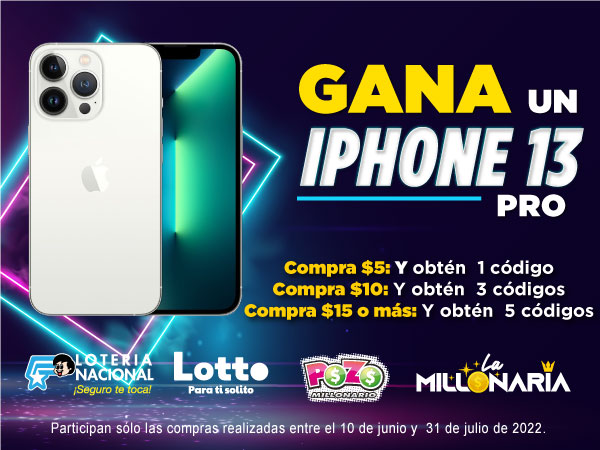 GANA UN
IPHONE 13
PRO
Compra $5: Y obtén 1 código
Compra $10: Y obtén 3 códigos
Compra $15 o más: Y obtén 5 códigos
LOTERIA
NACIONAL
¡Seguro te toca!
Lotto
Para ti solito
POZO
MILLONARIO
La
MILLONARIA
Participan sólo las compras realizadas entre el 10 de junio y 31 de julio de 2022.